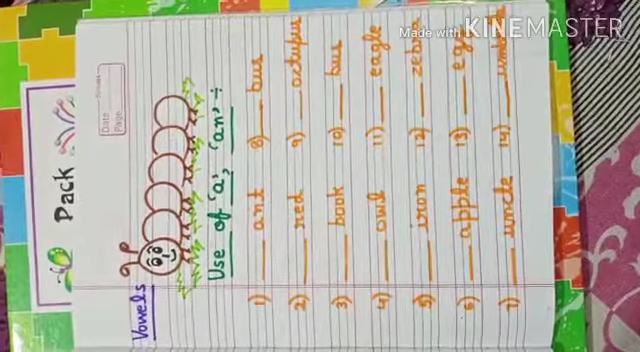 Made with KINEMASTER
Pack
Date
Page
Vowels
Use of 'a', 'an' ÷
1) ___ ant 8) ___ bus
2) ___ red 9) ___ octupus
3) ___ book 10) ___ bus
4) ___ owl 11) ___ eagle
5) ___ iron 12) ___ zebra
6) ___ apple 13) ___ egg
7) ___ uncle 14) ___